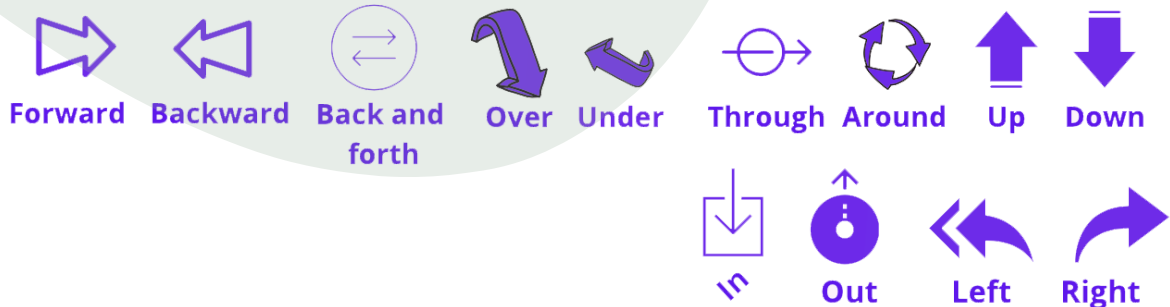 Forward Backward Back and forth Over Under Through Around Up Down
In Out Left Right